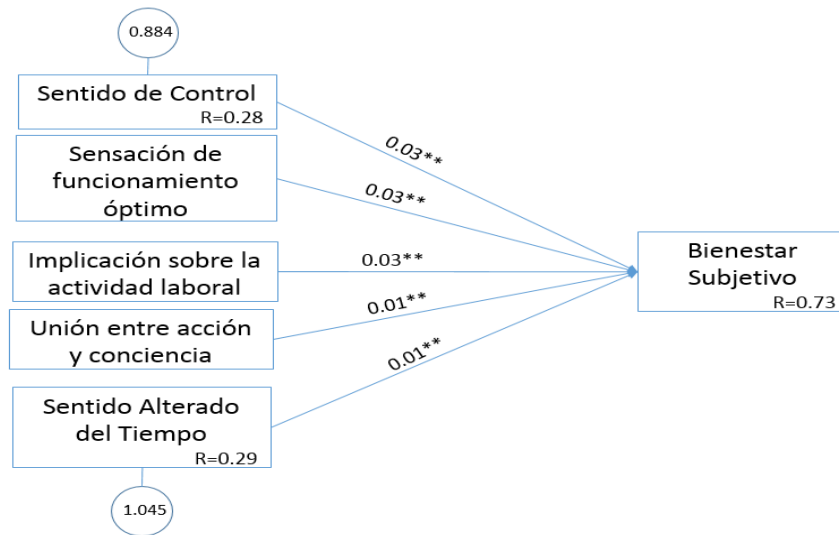 0.884
Sentido de Control
R=0.28
Sensación de
funcionamiento
óptimo
Implicación sobre la
actividad laboral
Unión entre acción
y conciencia
Sentido Alterado
del Tiempo
R=0.29
1.045
0.03**
0.03**
0.03**
0.01**
0.01**
Bienestar
Subjetivo
R=0.73